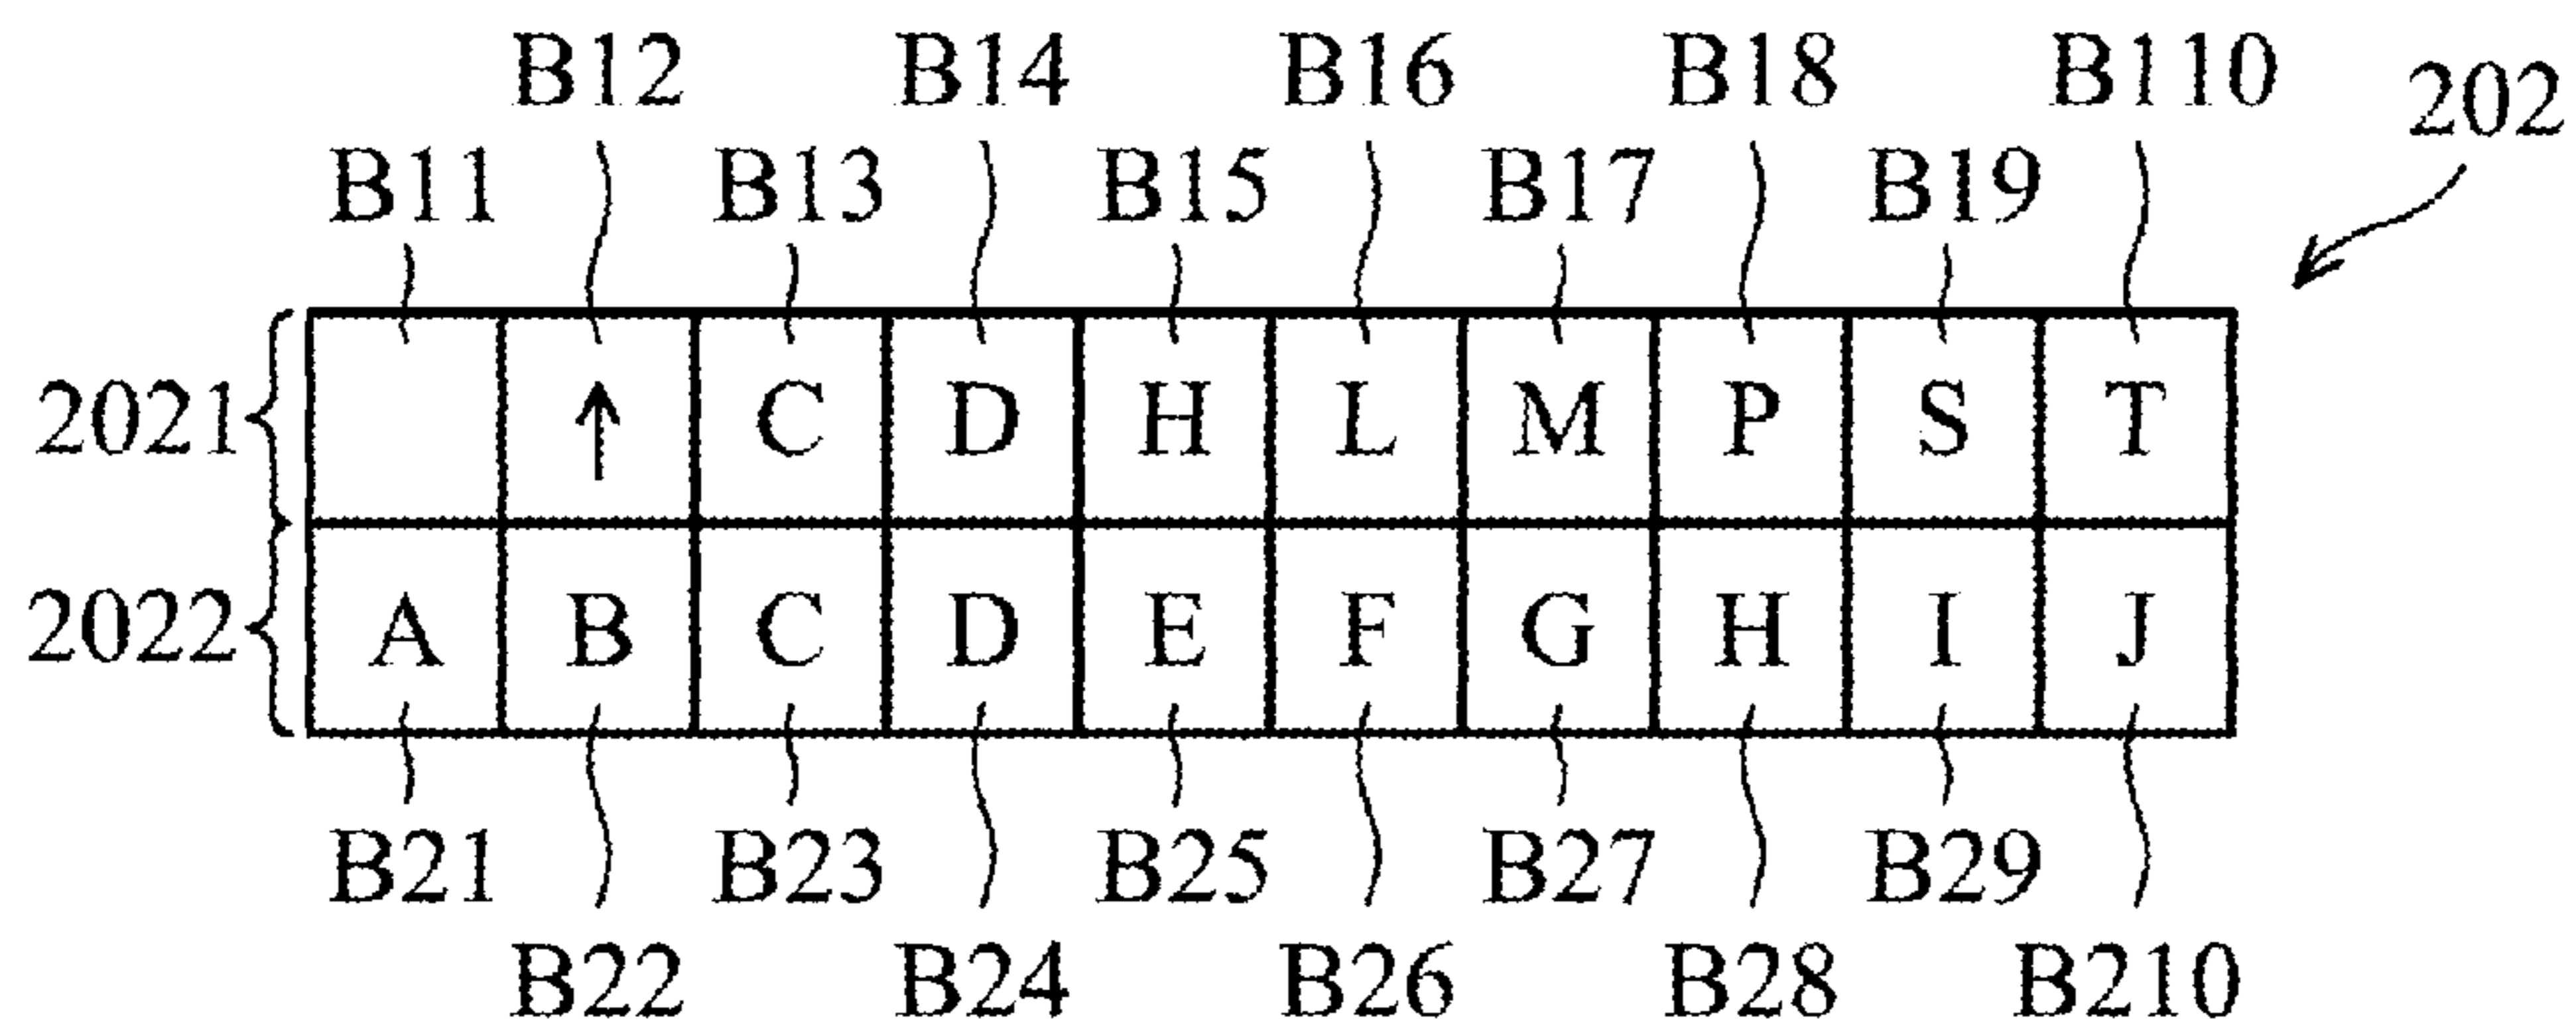 B12 B14 B16 B18 B110 202
B11 B13 B15 B17 B19
2021 ↑ C D H L M P S T
2022 A B C D E F G H I J
B21 B23 B25 B27 B29
B22 B24 B26 B28 B210